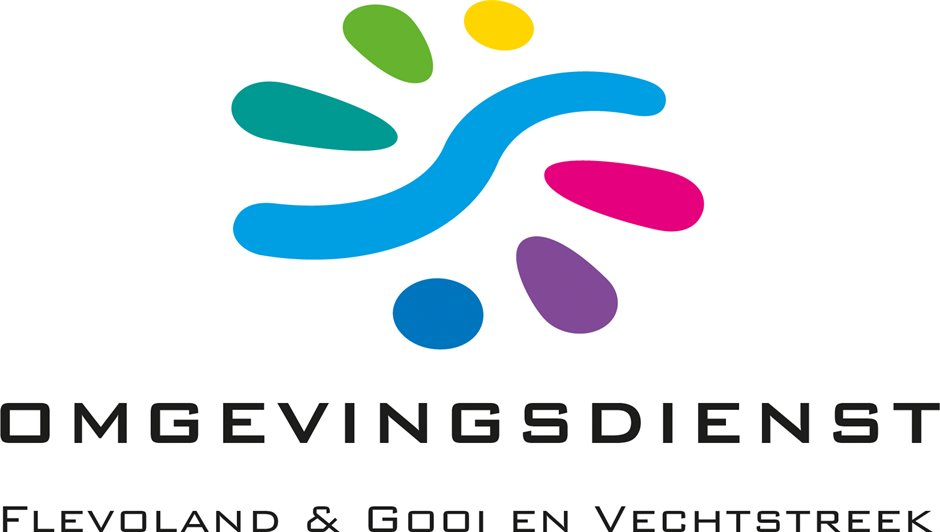 OMGEVINGSDIENST
FLEVOLAND & GOOI EN VECHTSTREEK